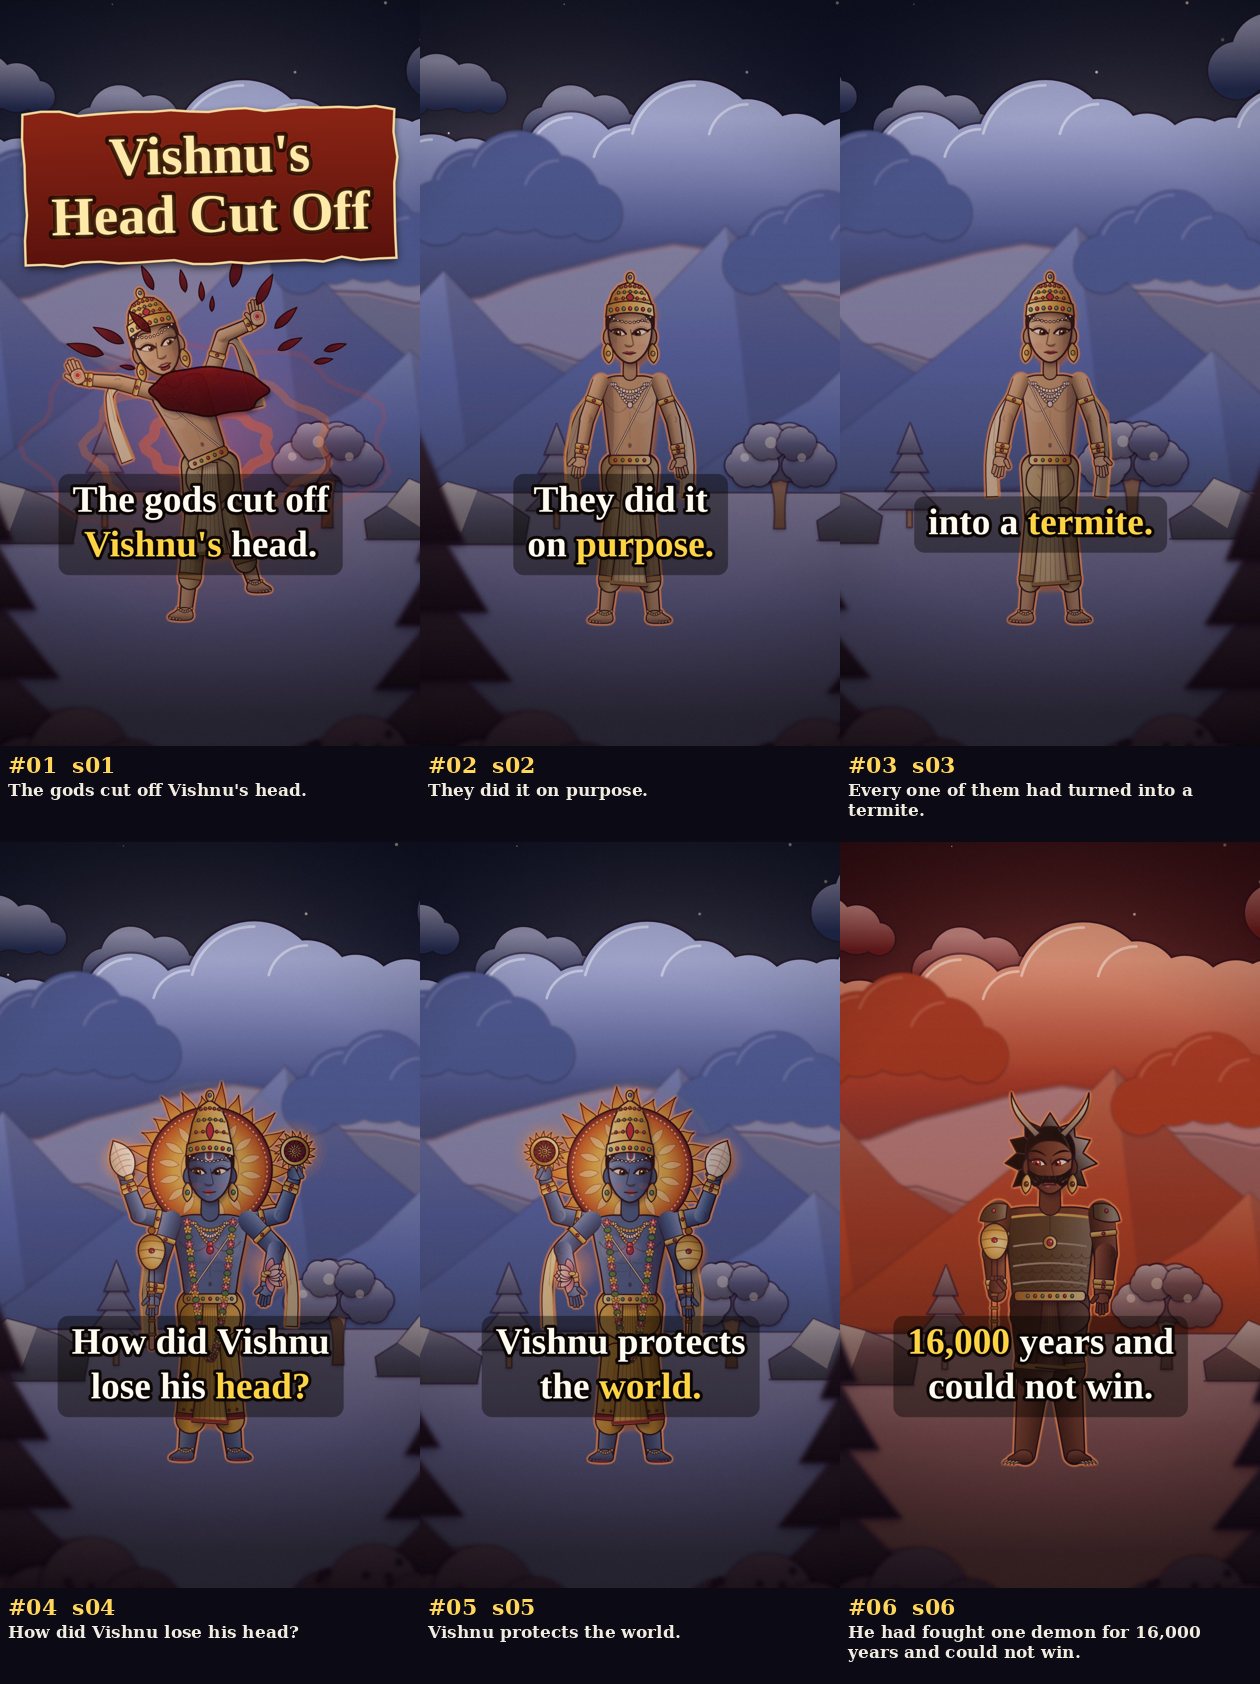 Vishnu's
Head Cut Off
The gods cut off
Vishnu's head.
#01 s01
The gods cut off Vishnu's head.
They did it
on purpose.
#02 s02
They did it on purpose.
into a termite.
#03 s03
Every one of them had turned into a
termite.
How did Vishnu
lose his head?
#04 s04
How did Vishnu lose his head?
Vishnu protects
the world.
#05 s05
Vishnu protects the world.
16,000 years and
could not win.
#06 s06
He had fought one demon for 16,000
years and could not win.